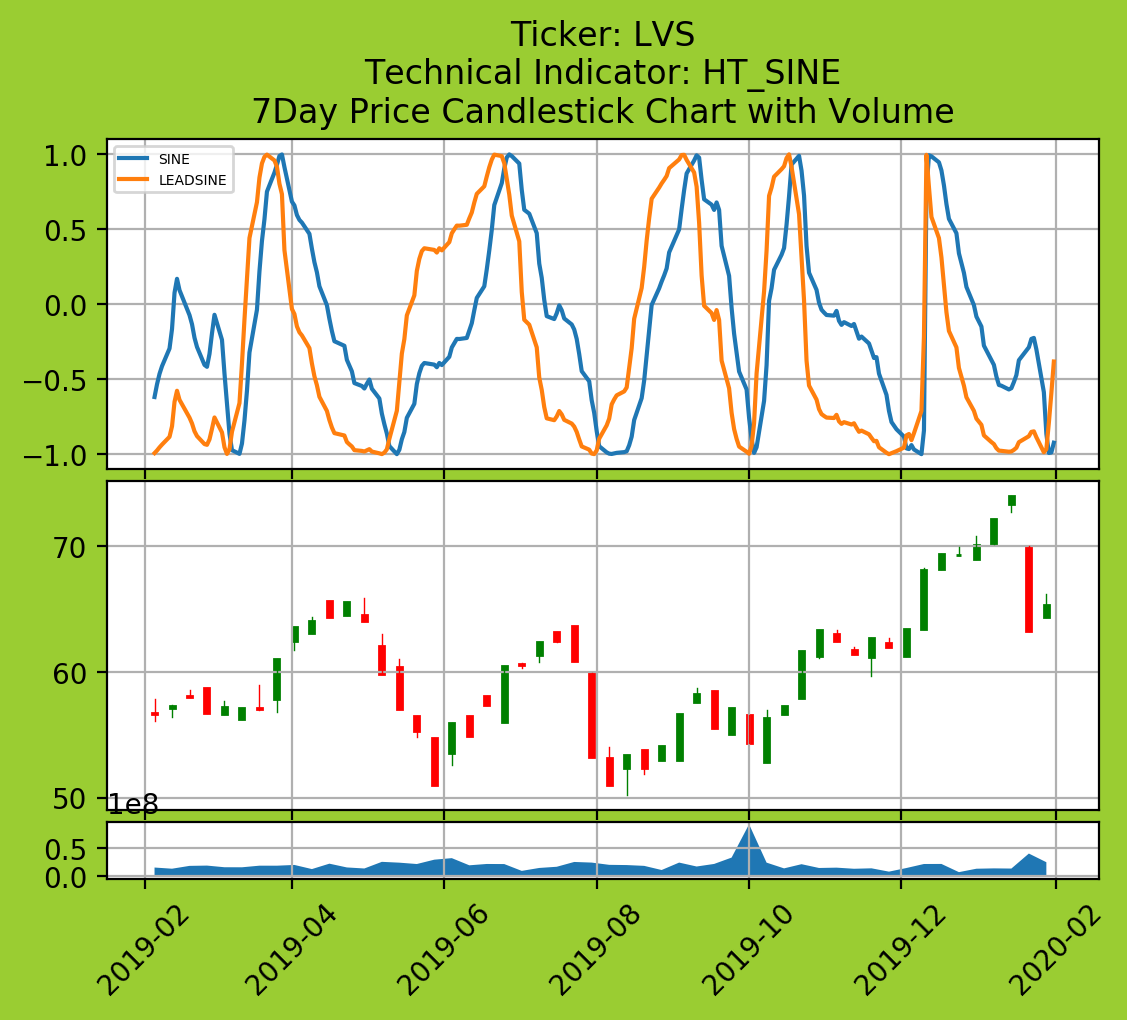 Ticker: LVS
Technical Indicator: HT_SINE
7Day Price Candlestick Chart with Volume
SINE
LEADSINE
1.0
0.5
0.0
−0.5
−1.0
70
60
50
1e8
0.5
0.0
2019-02
2019-04
2019-06
2019-08
2019-10
2019-12
2020-02